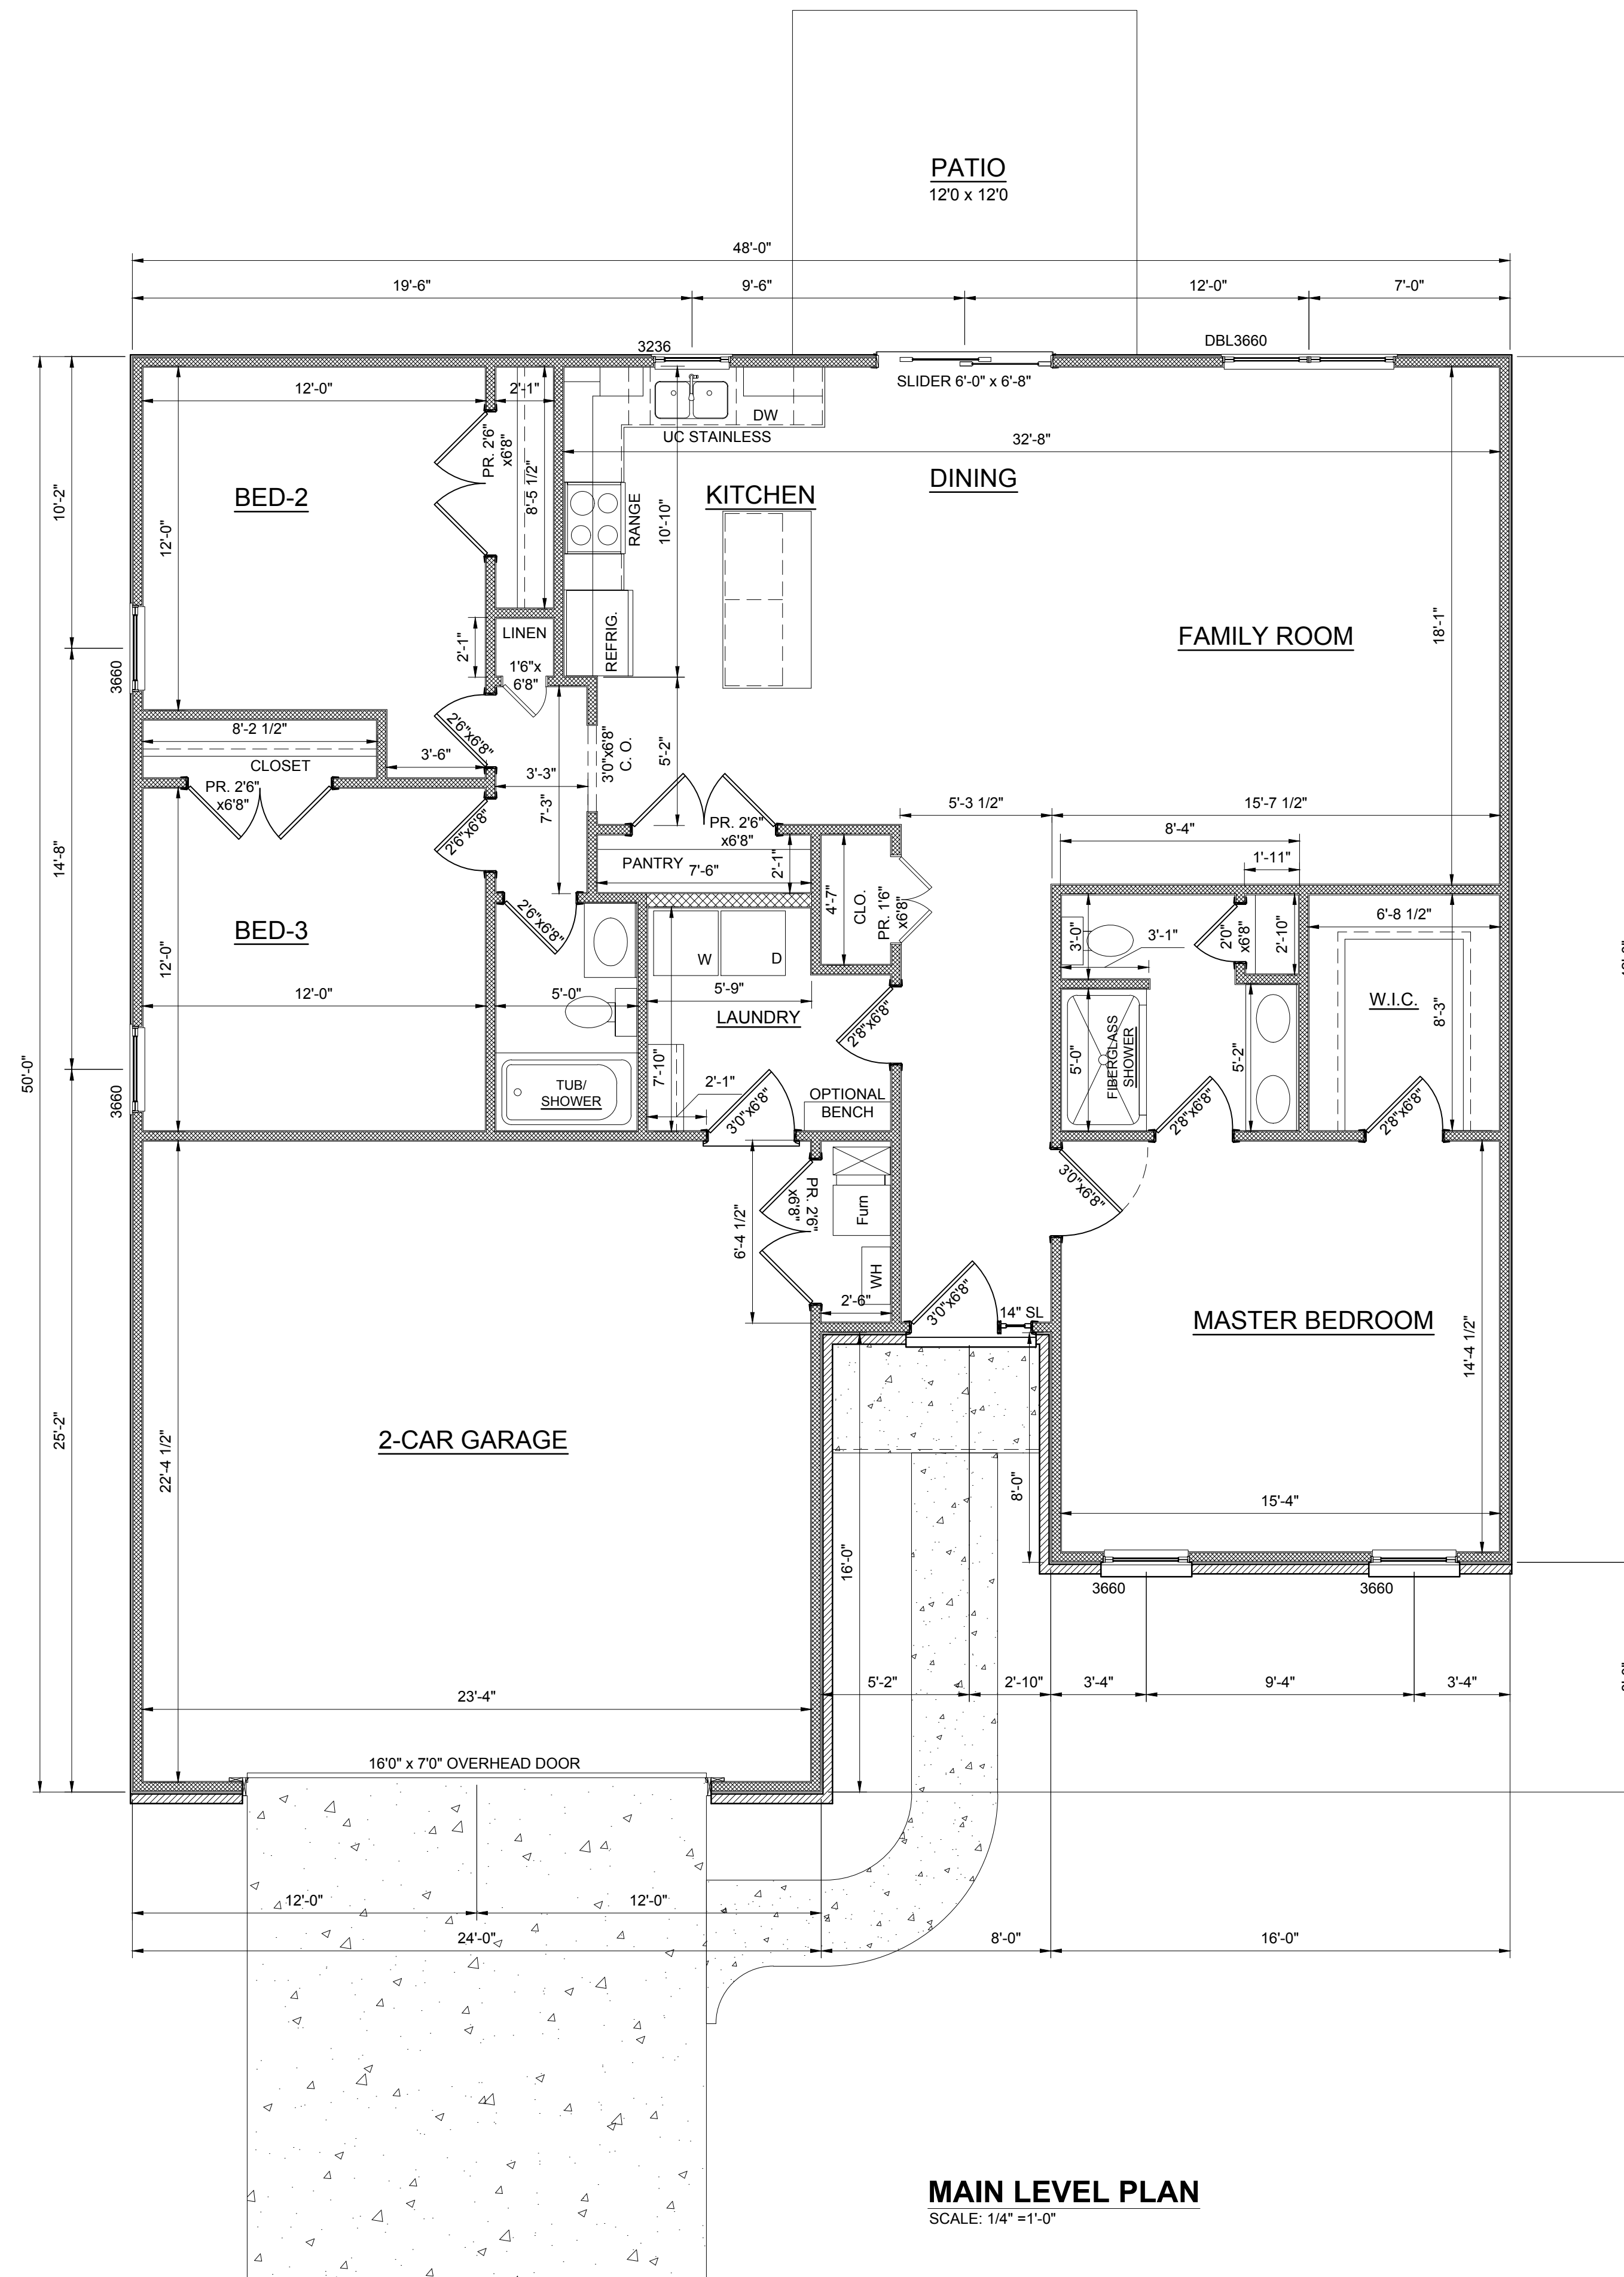 PATIO
12'0 x 12'0
48'-0"
19'-6"
9'-6"
12'-0"
7'-0"
3236
DBL3660
SLIDER 6'-0" x 6'-8"
12'-0"
2'-1"
DW
UC STAINLESS
32'-8"
PR. 2'6"
x6'8"
8'-5 1/2"
10'-2"
BED-2
KITCHEN
DINING
RANGE
10'-10"
12'-0"
LINEN
2'-1"
1'6"x
6'8"
REFRIG.
FAMILY ROOM
18'-1"
3660
8'-2 1/2"
CLOSET
2'6"x6'8"
3'-6"
3'-3"
3'0"x6'8"
C. O.
5'-2"
PR. 2'6"
x6'8"
7'-3"
2'6"x6'8"
14'-8"
5'-3 1/2"
15'-7 1/2"
8'-4"
1'-11"
PR. 2'6"
x6'8"
PANTRY
7'-6"
2'-1"
4'-7"
CLO.
PR. 1'6"
x6'8"
BED-3
12'-0"
2'6"x6'8"
W
D
3'-0"
3'-1"
2'0"
x6'8"
2'-10"
6'-8 1/2"
12'-0"
5'-0"
5'-9"
LAUNDRY
2'8"x6'8"
W.I.C.
8'-3"
50'-0"
3660
TUB/
SHOWER
7'-10"
2'-1"
3'0"x6'8"
OPTIONAL
BENCH
5'-0"
FIBERGLASS
SHOWER
5'-2"
2'8"x6'8"
2'8"x6'8"
3'0"x6'8"
PR. 2'6"
x6'8"
Furn
6'-4 1/2"
WH
2'-6"
3'0"x6'8"
14" SL
MASTER BEDROOM
14'-4 1/2"
25'-2"
2-CAR GARAGE
22'-4 1/2"
8'-0"
15'-4"
16'-0"
3660
3660
5'-2"
2'-10"
3'-4"
9'-4"
3'-4"
23'-4"
16'0" x 7'0" OVERHEAD DOOR
12'-0"
12'-0"
24'-0"
8'-0"
16'-0"
MAIN LEVEL PLAN
SCALE: 1/4" =1'-0"